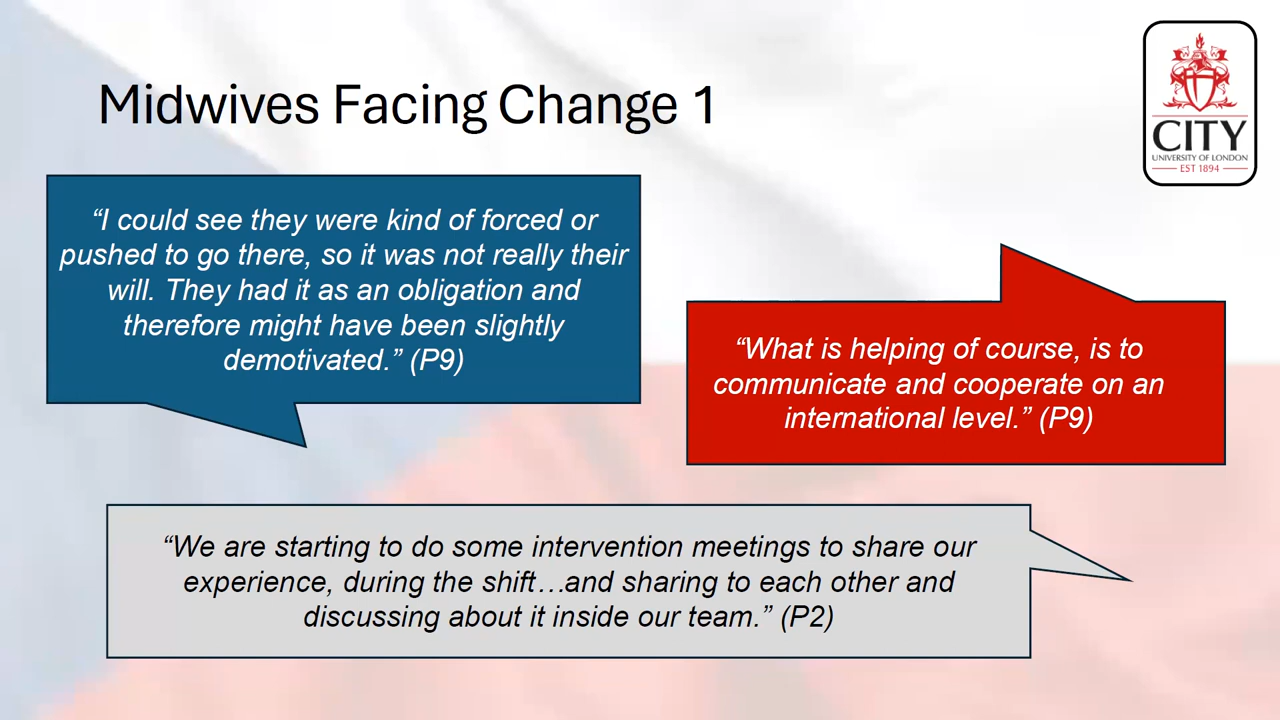 Midwives Facing Change 1
CITY
UNIVERSITY OF LONDON
EST 1894
“I could see they were kind of forced or
pushed to go there, so it was not really their
will. They had it as an obligation and
therefore might have been slightly
demotivated.” (P9)
“What is helping of course, is to
communicate and cooperate on an
international level.” (P9)
“We are starting to do some intervention meetings to share our
experience, during the shift…and sharing to each other and
discussing about it inside our team.” (P2)